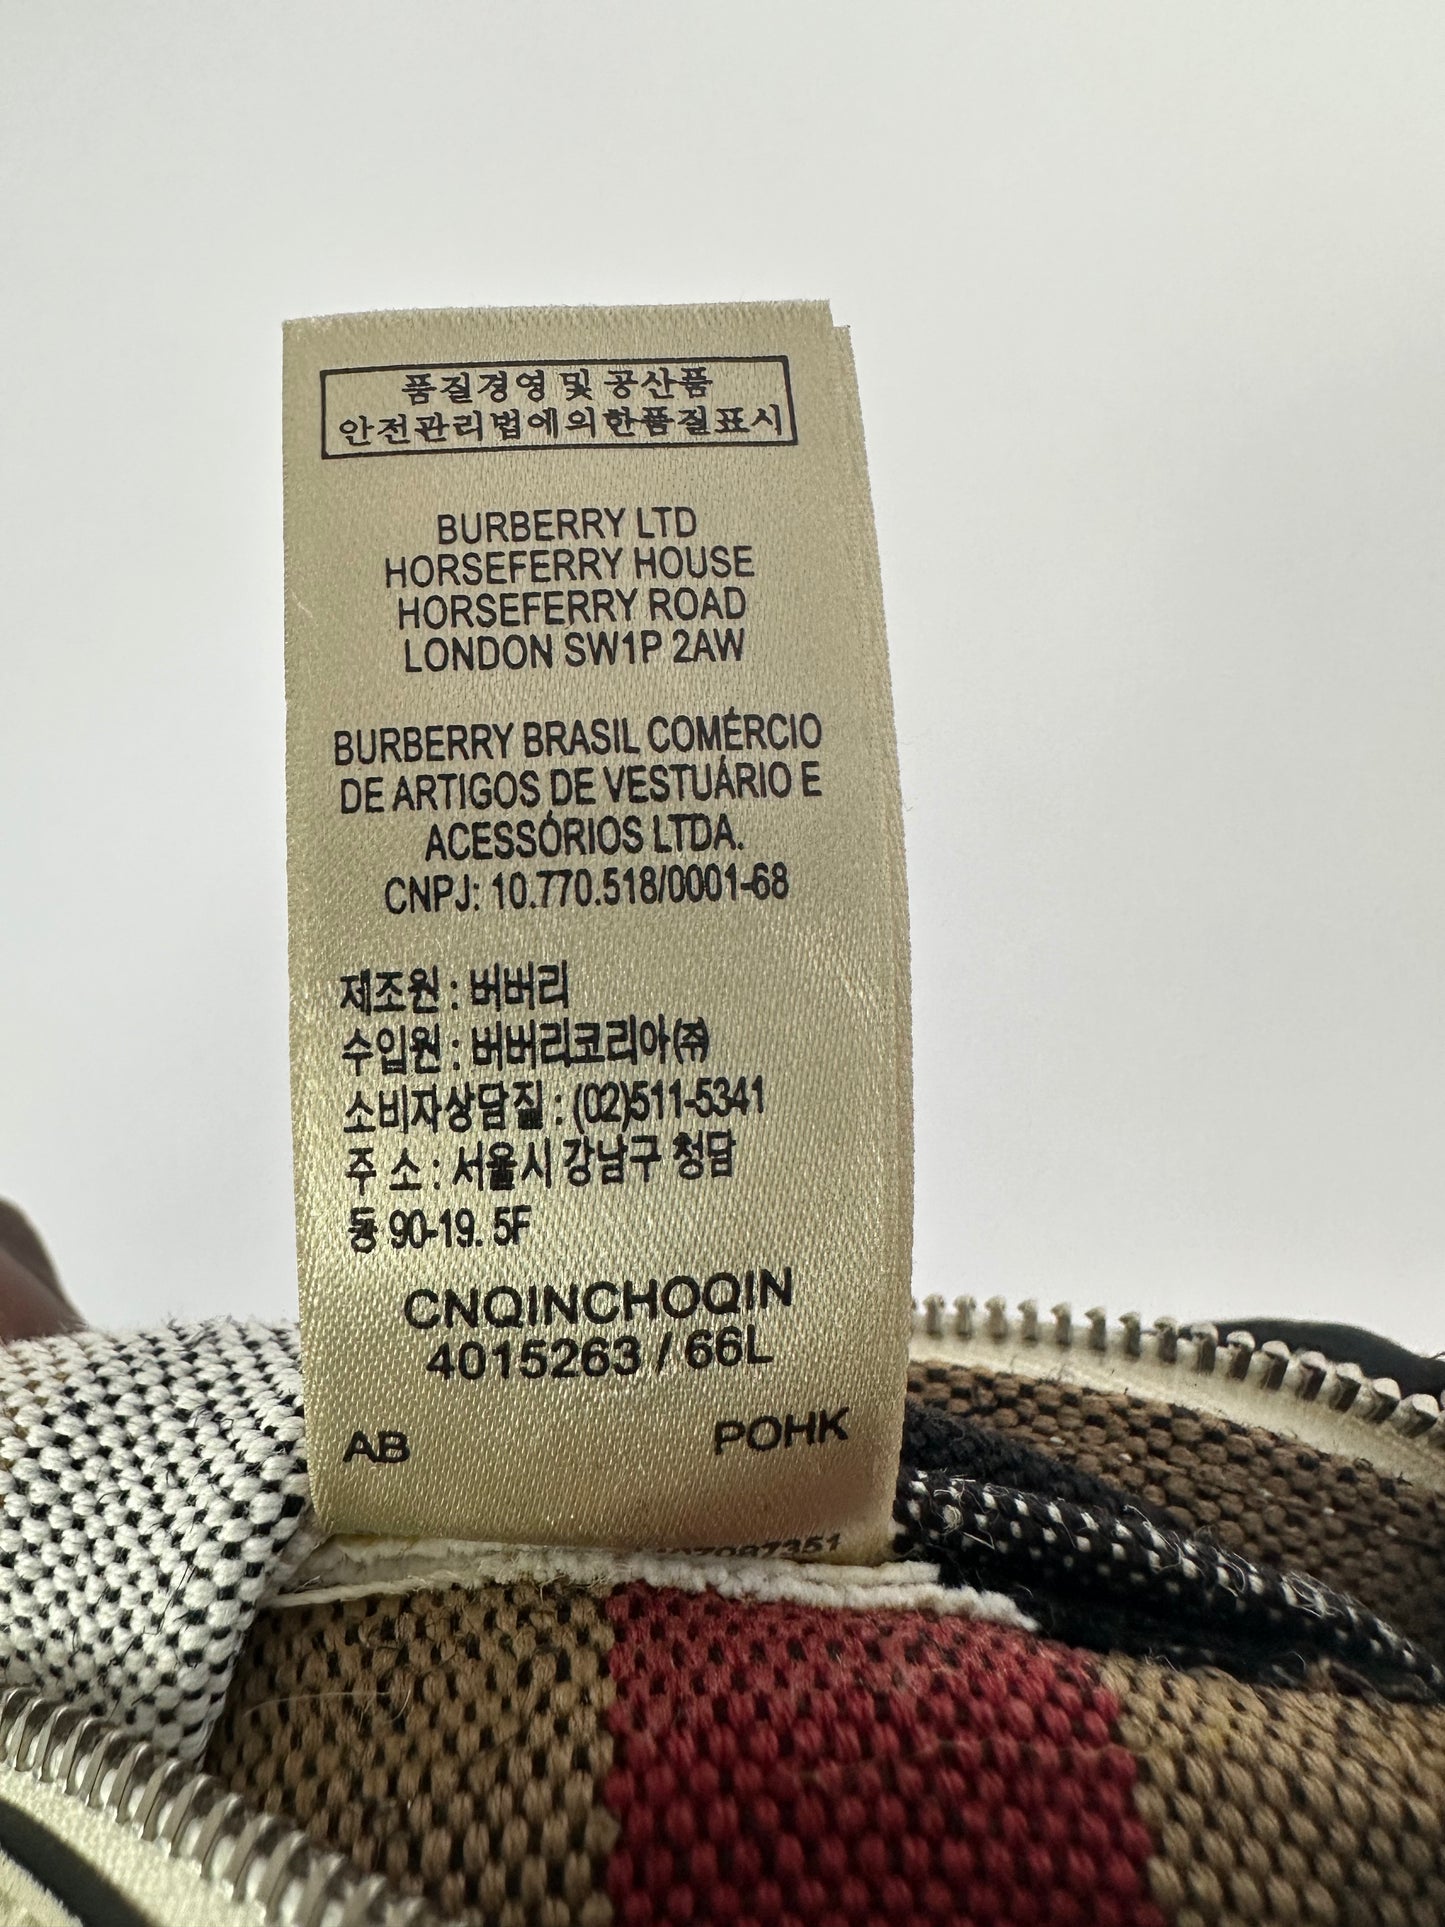 품질경영 및 공산품
안전관리법에의한품질표시
BURBERRY LTD
HORSEFERRY HOUSE
HORSEFERRY ROAD
LONDON SW1P 2AW
BURBERRY BRASIL COMÉRCIO
DE ARTIGOS DE VESTUÁRIO E
ACESSÓRIOS LTDA.
CNPJ: 10.770.518/0001-68
제조원 : 버버리
수입원 : 버버리코리아㈜
소비자상담질 : (02)511-5341
주 소 : 서울시 강남구 청담
동 90-19. 5F
CNQINCHOQIN
4015263 / 66L
AB POHK